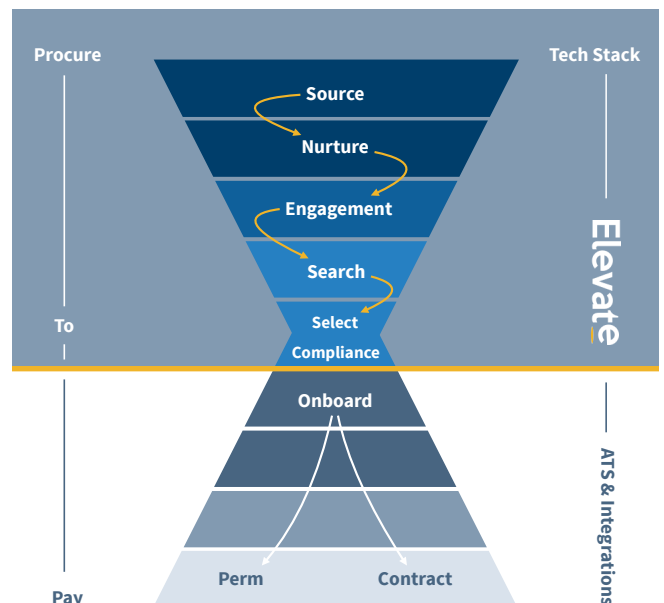 Procure
Tech Stack
Source
Nurture
Engagement
Search
Elevate
To
Select
Compliance
Onboard
ATS & Integrations
Perm
Contract
Pay